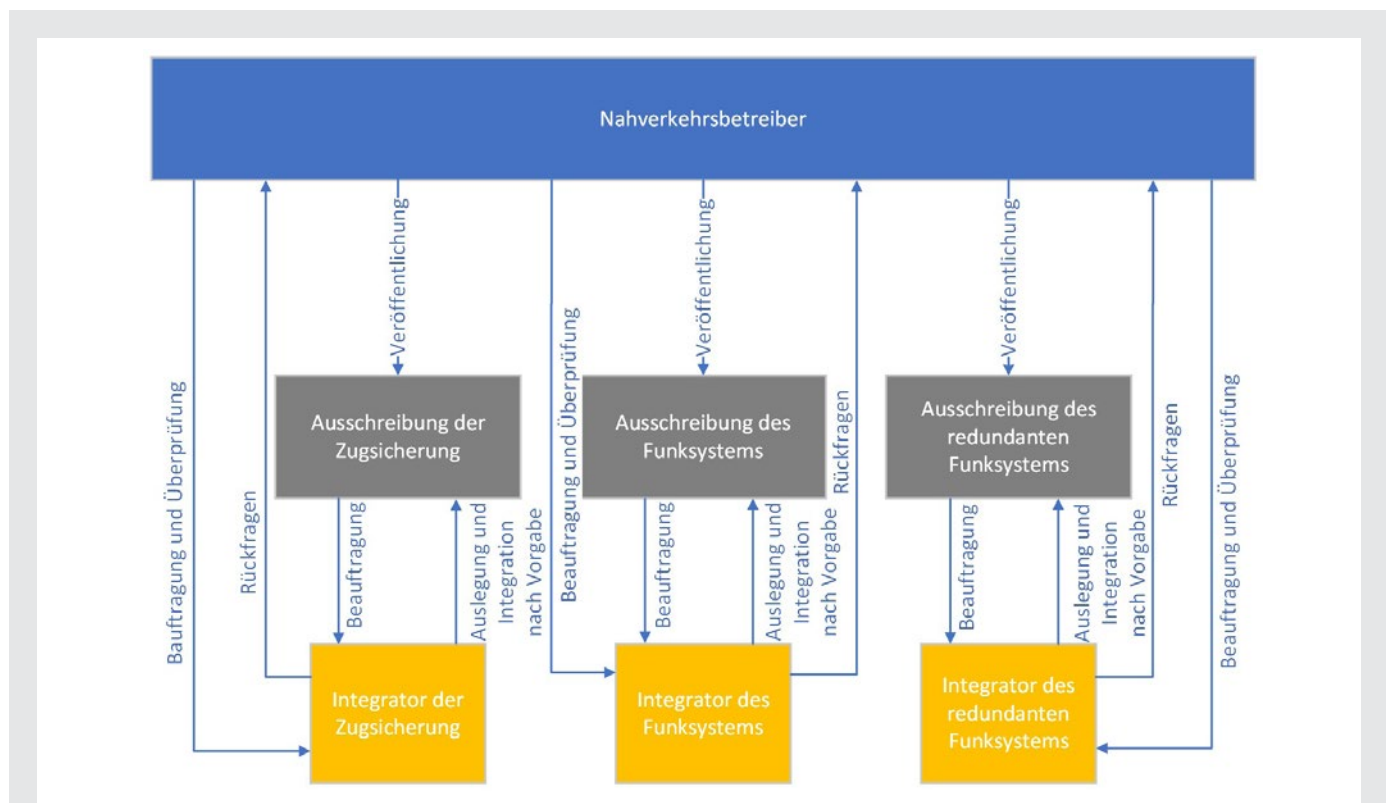 Nahverkehrsbetreiber
Bauftragung und Überprüfung
Rückfragen
Veröffentlichung
Beauftragung und Überprüfung
Veröffentlichung
Rückfragen
Veröffentlichung
Rückfragen
Beauftragung und Überprüfung
Ausschreibung der
Zugsicherung
Ausschreibung des
Funksystems
Ausschreibung des
redundanten
Funksystems
Beauftragung
Auslegung und
Integration
nach Vorgabe
Beauftragung
Auslegung und
Integration
nach Vorgabe
Beauftragung
Auslegung und
Integration
nach Vorgabe
Integrator der
Zugsicherung
Integrator des
Funksystems
Integrator des
redundanten
Funksystems